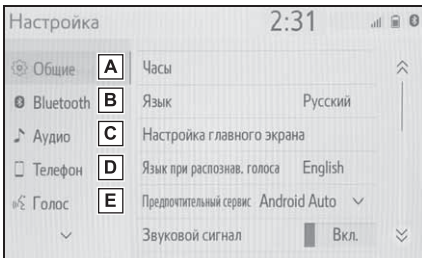 Настройка 2:31
Общие A Часы
Bluetooth B Язык Русский
Аудио C Настройка главного экрана
Телефон D Язык при распознав. голоса English
Голос E Предпочтительный сервис Android Auto
Звуковой сигнал Вкл.